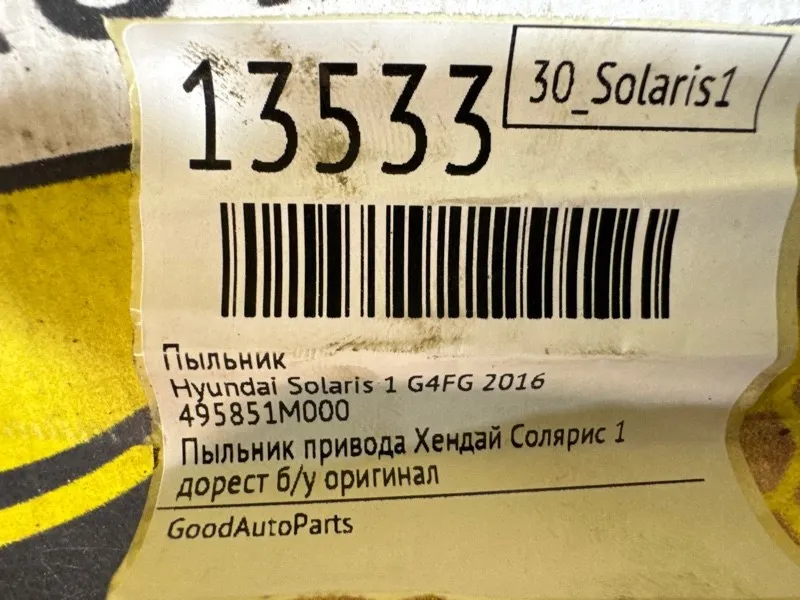 13533
30_Solaris1
Пыльник
Hyundai Solaris 1 G4FG 2016
495851M000
Пыльник привода Хендай Солярис 1
дорест б/у оригинал
GoodAutoParts